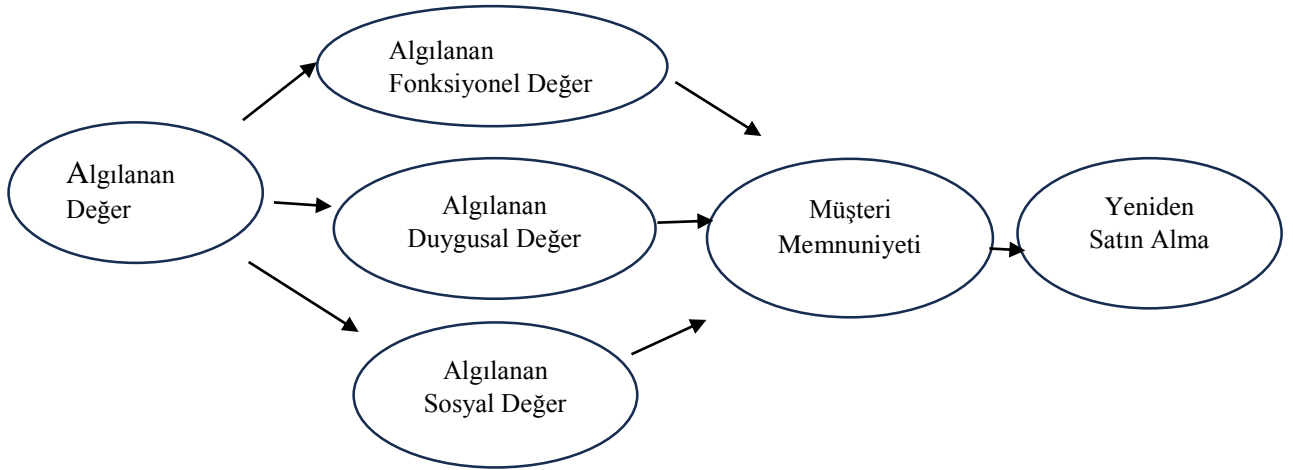 Algılanan
Fonksiyonel Değer
Algılanan
Değer
Algılanan
Duygusal Değer
Algılanan
Sosyal Değer
Müşteri
Memnuniyeti
Yeniden
Satın Alma